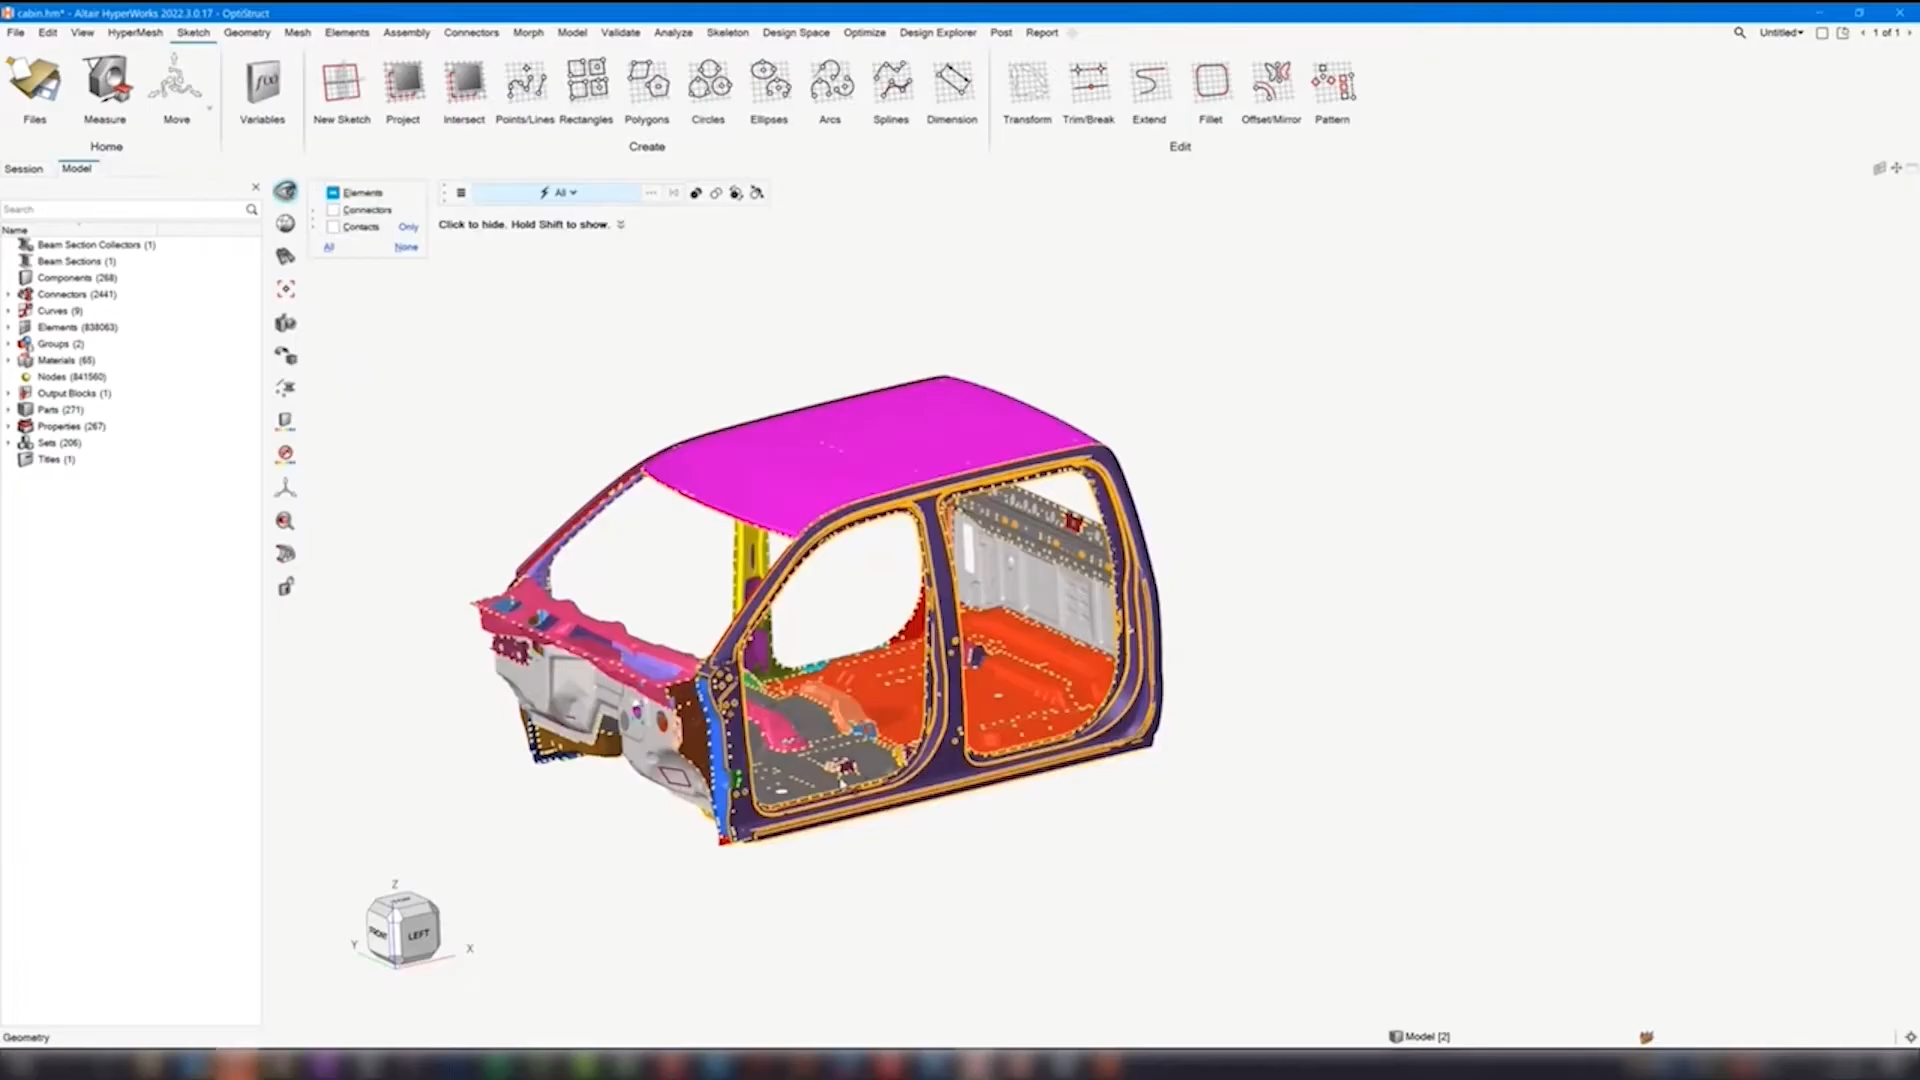 cabin.hm* - Altair HyperWorks 2022.3.0.17 - OptiStruct
File Edit View HyperMesh Sketch Geometry Mesh Elements Assembly Connectors Morph Model Validate Analyze Skeleton Design Space Optimize Design Explorer Post Report
Untitled 1 of 1
f(x)
Files Measure Move Variables New Sketch Project Intersect Points/Lines Rectangles Polygons Circles Ellipses Arcs Splines Dimension Transform Trim/Break Extend Fillet Offset/Mirror Pattern
Home Create Edit
Session Model
Search
Name
Beam Section Collectors (1)
Beam Sections (1)
Components (268)
Connectors (2441)
Curves (9)
Elements (838063)
Groups (2)
Materials (65)
Nodes (841560)
Output Blocks (1)
Parts (271)
Properties (267)
Sets (206)
Titles (1)
Elements
Connectors
Contacts Only
All None
All
Click to hide. Hold Shift to show.
Z
FRONT LEFT
Y X
Geometry
Model [2]